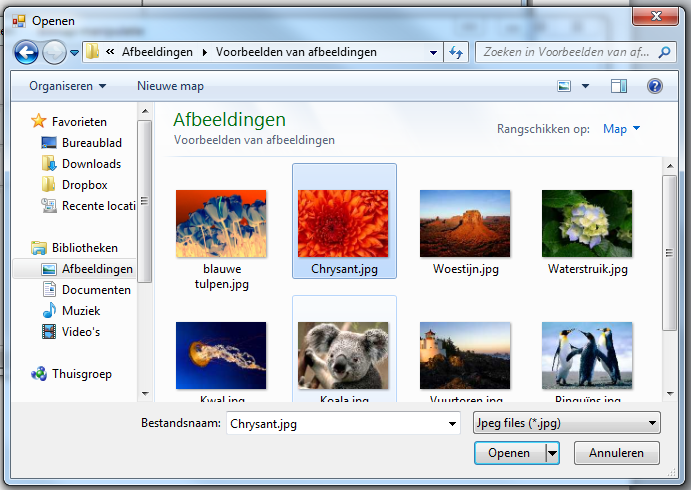 Openen
Afbeeldingen
Voorbeelden van afbeeldingen
Zoeken in Voorbeelden van af...
Organiseren
Nieuwe map
Favorieten
Bureaublad
Downloads
Dropbox
Recente locati
Bibliotheken
Afbeeldingen
Documenten
Muziek
Video's
Thuisgroep
Afbeeldingen
Voorbeelden van afbeeldingen
Rangschikken op:
Map
blauwe
tulpen.jpg
Chrysant.jpg
Woestijn.jpg
Waterstruik.jpg
Kwal.jpg
Koala.jpg
Vuurtoren.jpg
Pinguïns.jpg
Bestandsnaam:
Chrysant.jpg
Jpeg files (*.jpg)
Openen
Annuleren